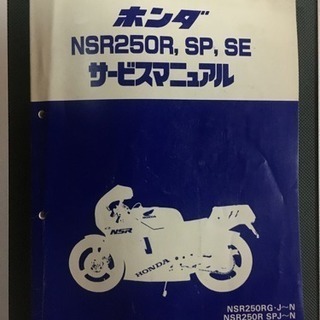 ホンダ
NSR250R, SP, SE
サービスマニュアル
NSR
HONDA
NSR250RG・J〜N
NSR250R SPJ〜N